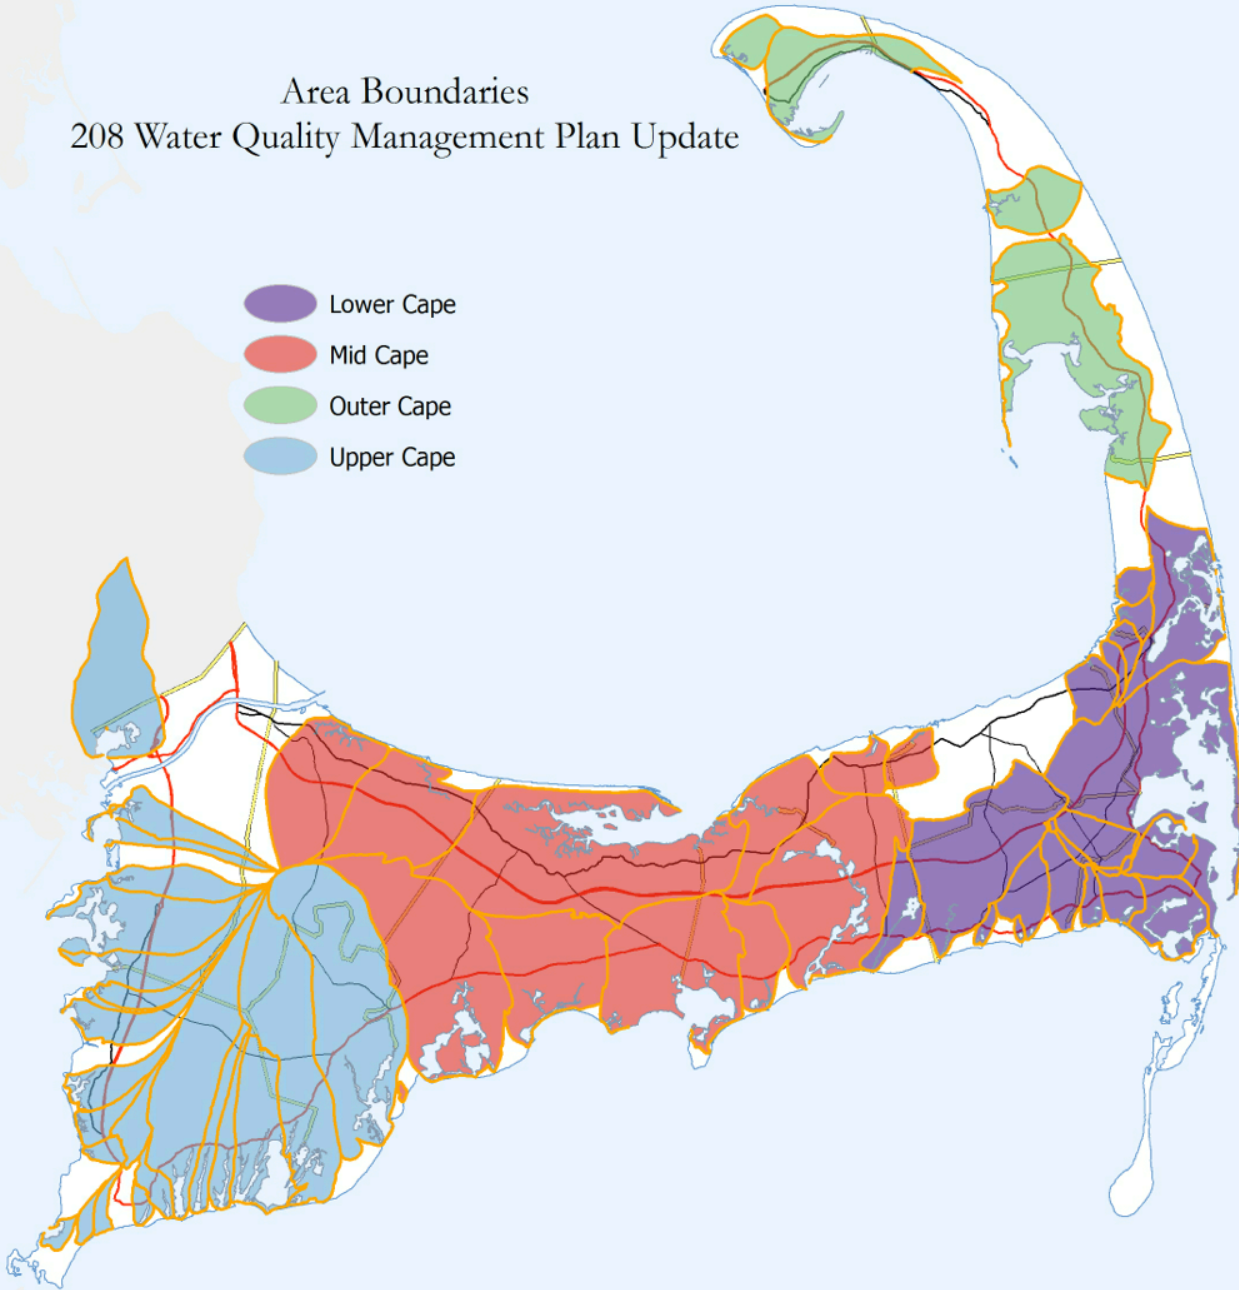 Area Boundaries
208 Water Quality Management Plan Update
Lower Cape
Mid Cape
Outer Cape
Upper Cape